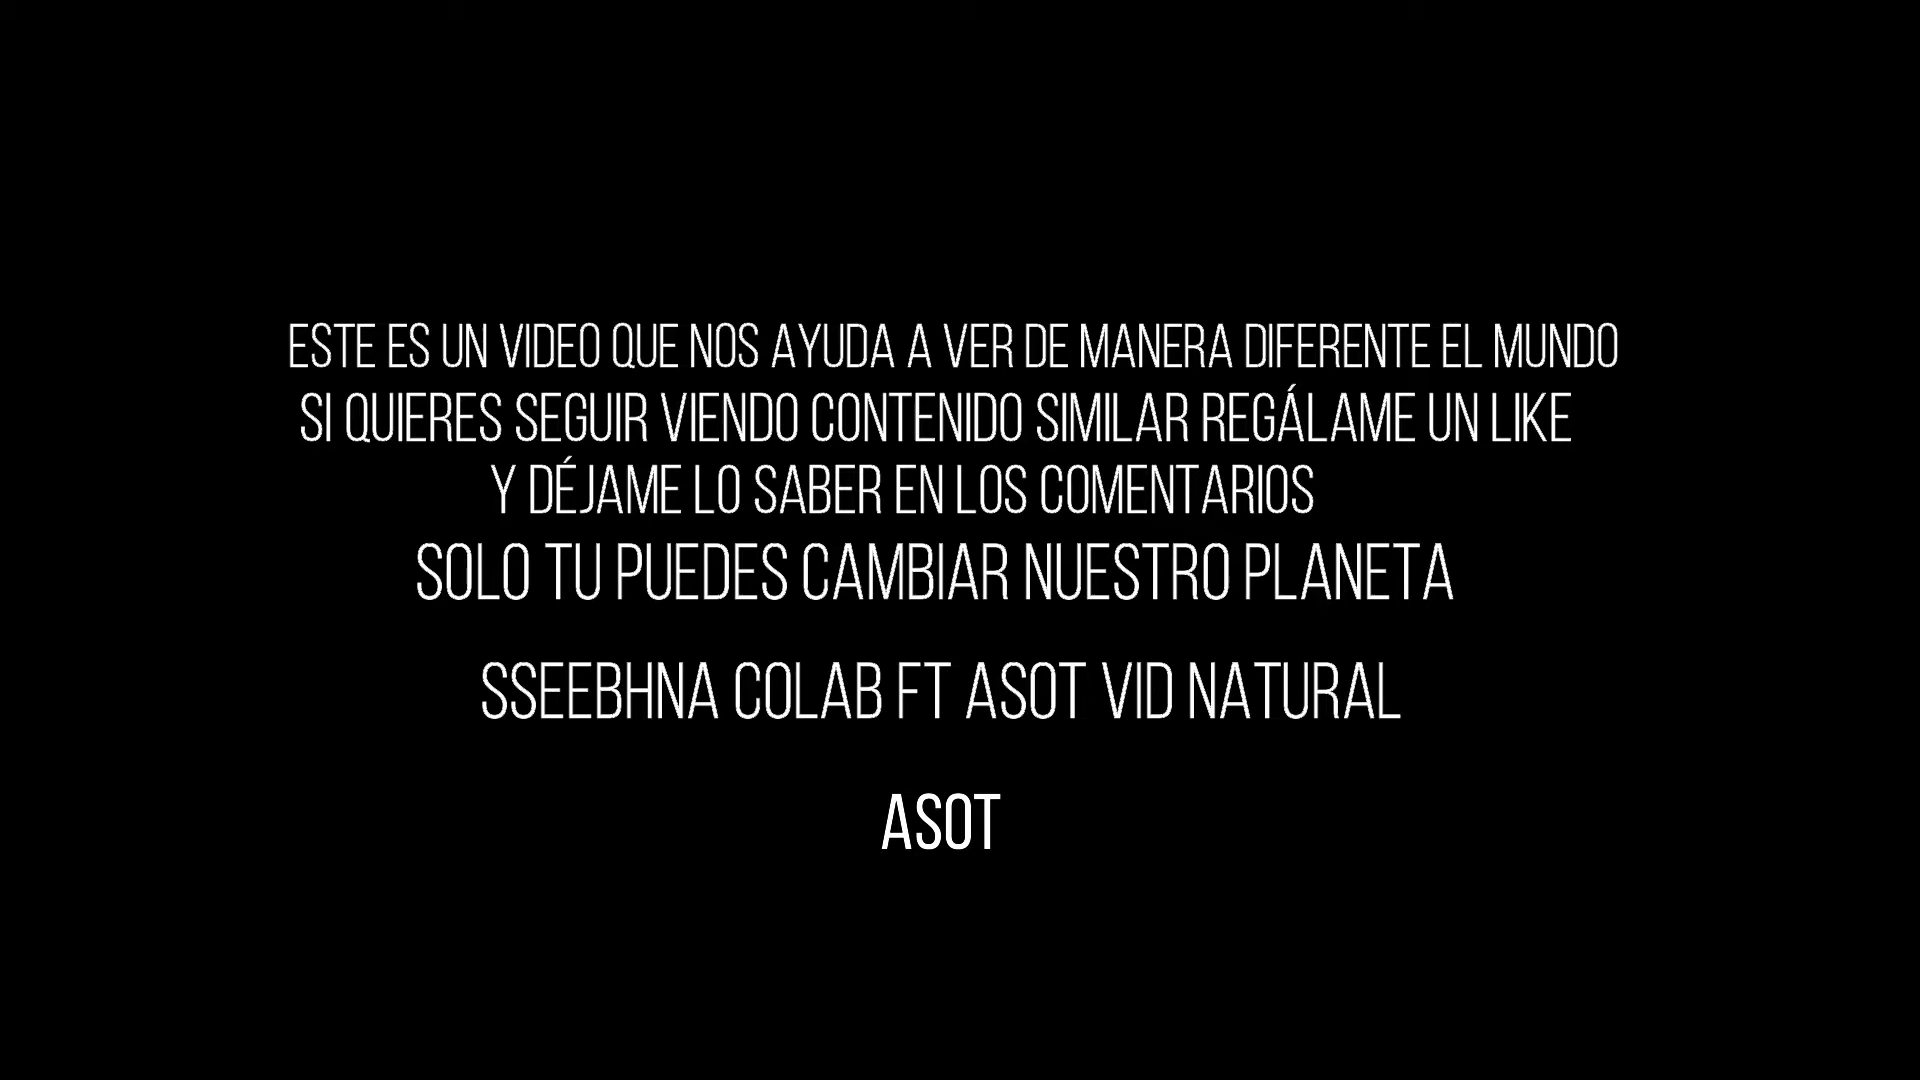 ESTE ES UN VIDEO QUE NOS AYUDA A VER DE MANERA DIFERENTE EL MUNDO
SI QUIERES SEGUIR VIENDO CONTENIDO SIMILAR REGÁLAME UN LIKE
Y DÉJAME LO SABER EN LOS COMENTARIOS
SOLO TU PUEDES CAMBIAR NUESTRO PLANETA
SSEEBHNA COLAB FT ASOT VID NATURAL
ASOT